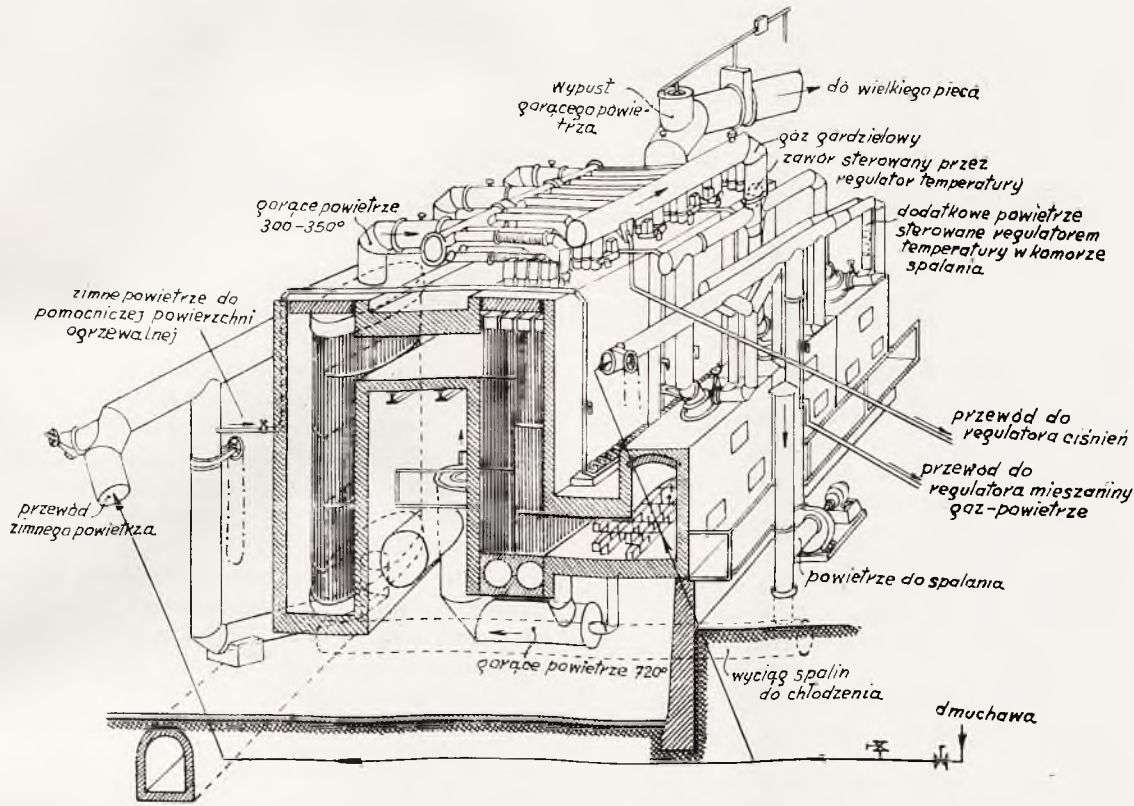 wypust
gorącego powie-
trza
do wielkiego pieca
gaz gardzielowy
zawór sterowany przez
regulator temperatury
gorące powietrze
300-350°
dodatkowe powietrze
sterowane regulatorem
temperatury w komorze
spalania
zimne powietrze do
pomocniczej powierzchni
ogrzewalnej
przewód do
regulatora ciśnień
przewód do
regulatora mieszaniny
gaz-powietrze
przewód
zimnego powietrza
powietrze do spalania
gorące powietrze 720°
wyciąg spalin
do chłodzenia
dmuchawa